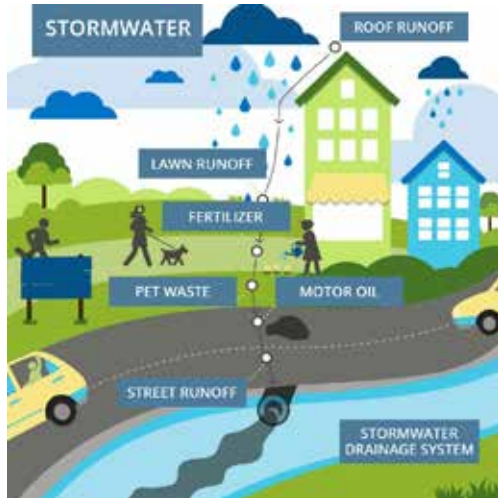 STORMWATER
ROOF RUNOFF
LAWN RUNOFF
FERTILIZER
PET WASTE
MOTOR OIL
STREET RUNOFF
STORMWATER
DRAINAGE SYSTEM